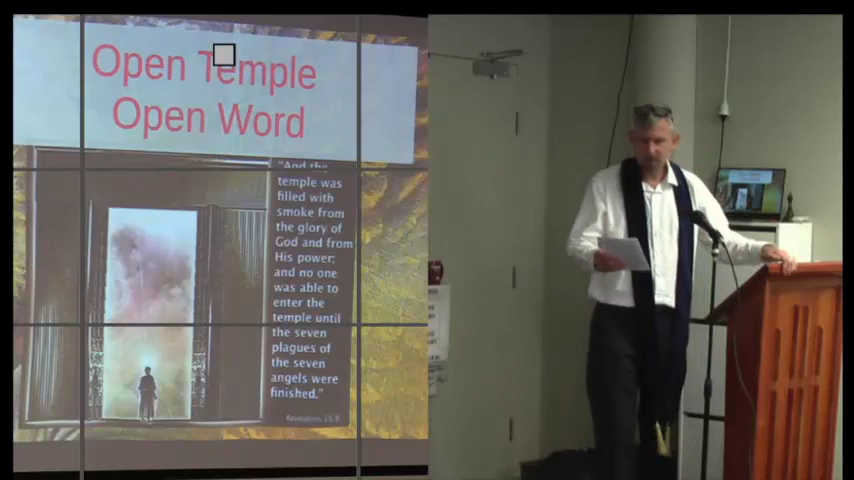 Open Temple
Open Word
"And the
temple was
filled with
smoke from
the glory of
God and from
His power;
and no one
was able to
enter the
temple until
the seven
plagues of
the seven
angels were
finished."
Revelation 15:8